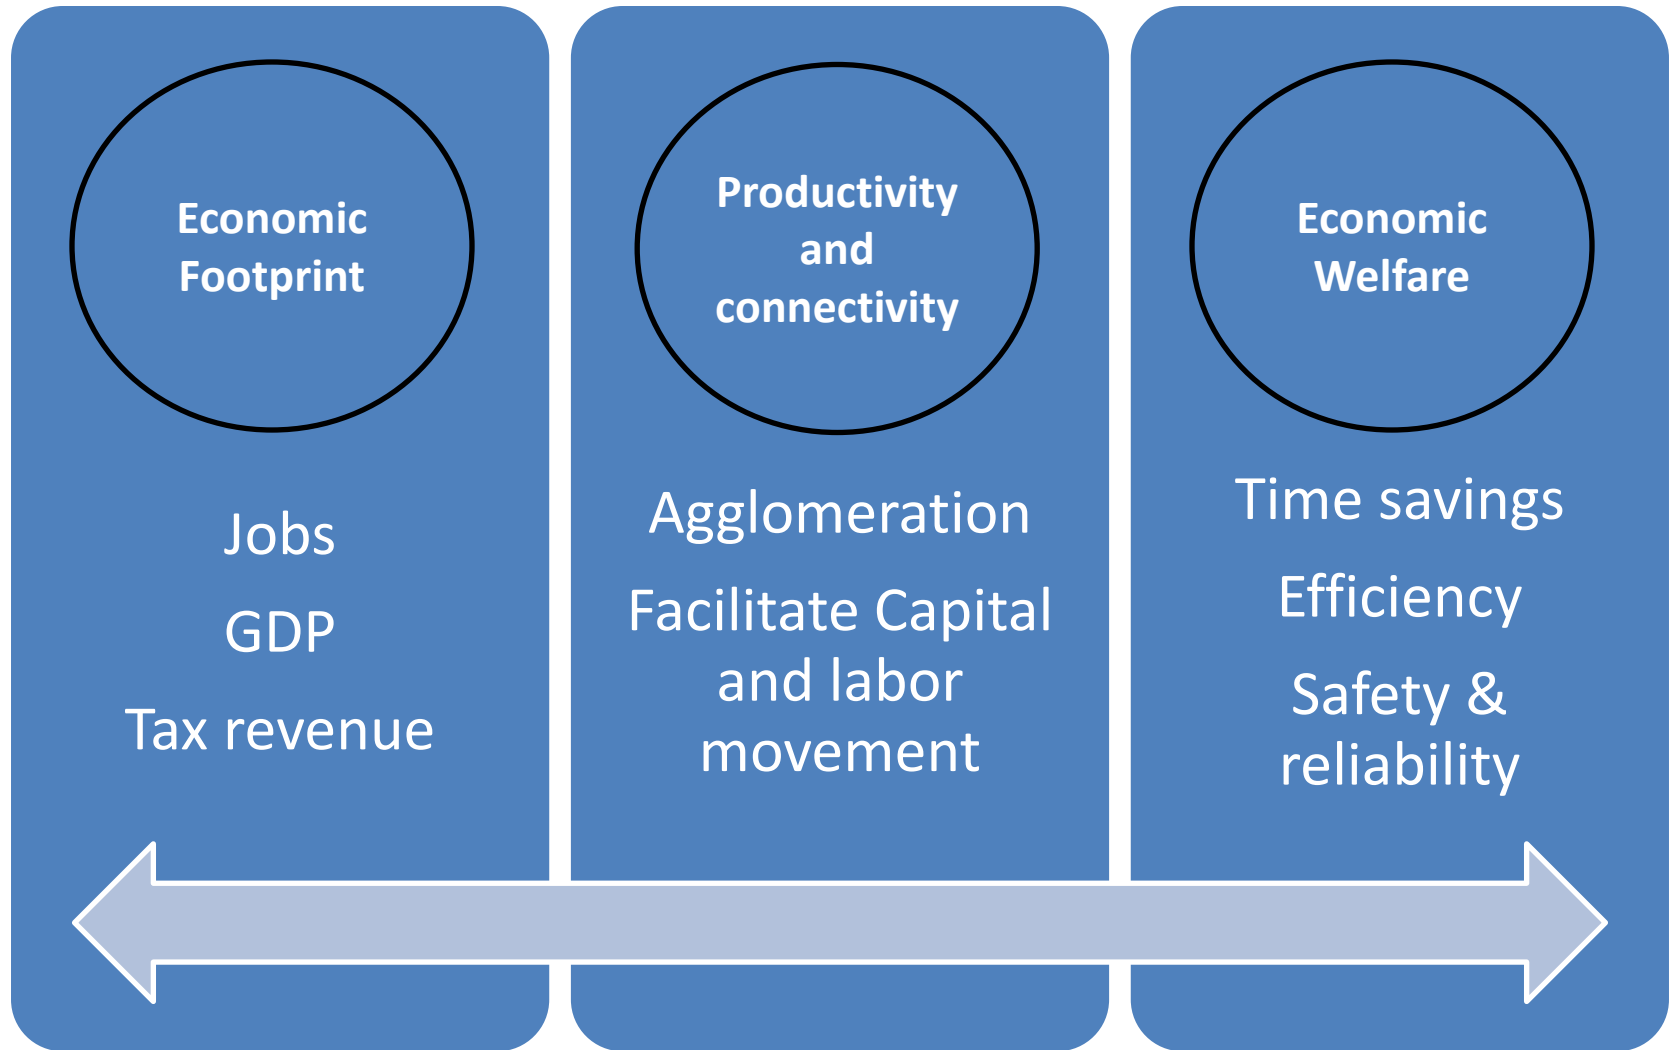 Economic
Footprint
Jobs
GDP
Tax revenue
Productivity
and
connectivity
Agglomeration
Facilitate Capital
and labor
movement
Economic
Welfare
Time savings
Efficiency
Safety &
reliability